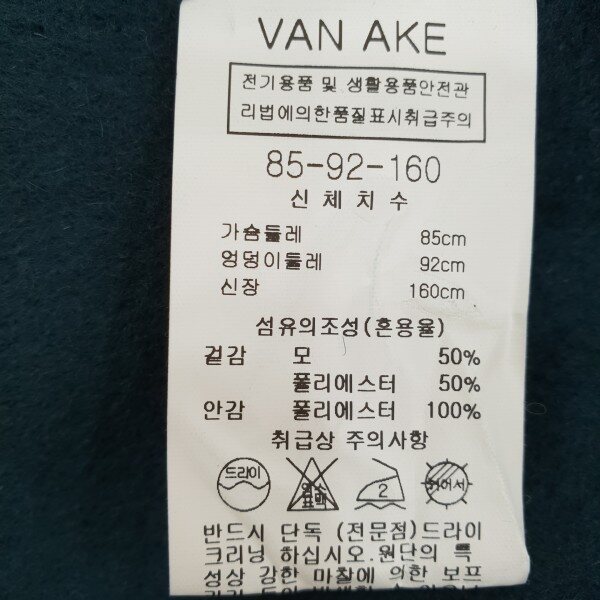 VAN AKE
전기용품 및 생활용품안전관
리법에의한품질표시취급주의
85-92-160
신체치수
가슴둘레 85cm
엉덩이둘레 92cm
신장 160cm
섬유의조성(혼용율)
겉감 모 50%
폴리에스터 50%
안감 폴리에스터 100%
취급상 주의사항
드라이 염소 표백 2
반드시 단독 (전문점)드라이
크리닝 하십시오.원단의 특
성상 강한 마찰에 의한 보프